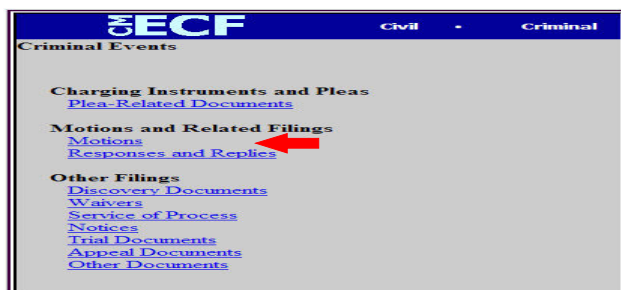 CM ECF Civil • Criminal
Criminal Events
Charging Instruments and Pleas
Plea-Related Documents
Motions and Related Filings
Motions
Responses and Replies
Other Filings
Discovery Documents
Waivers
Service of Process
Notices
Trial Documents
Appeal Documents
Other Documents